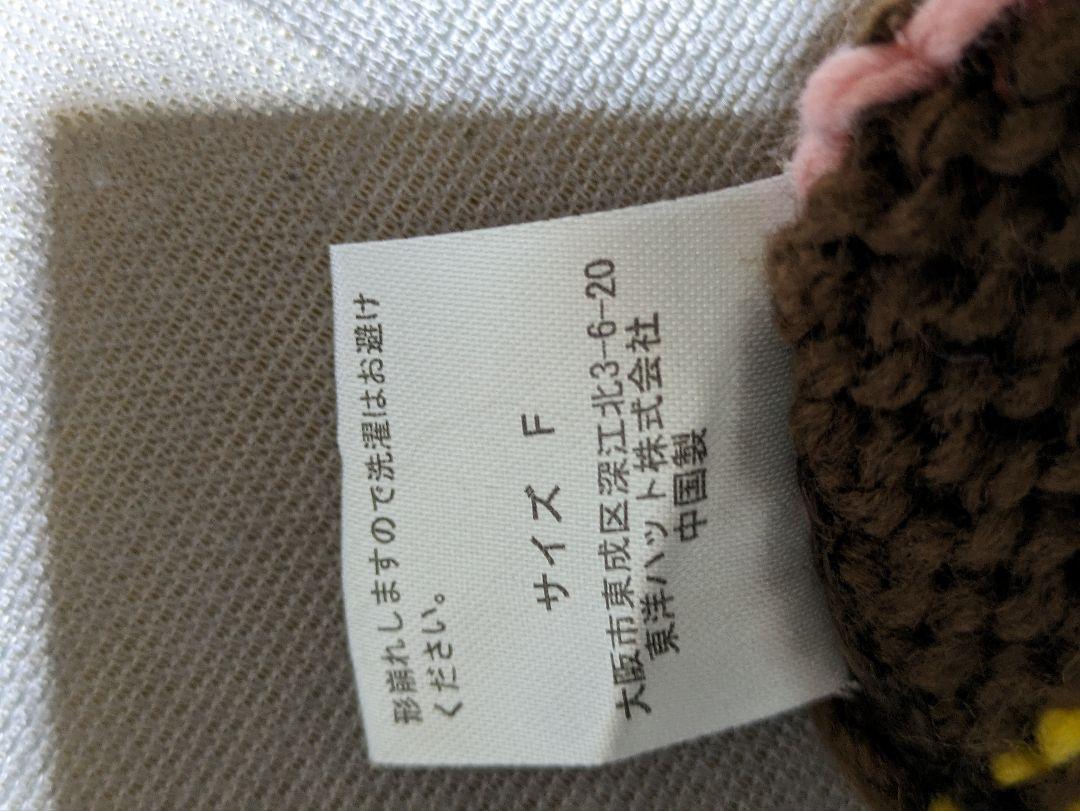 形崩れしますので洗濯はお避け
ください。
サイズ F
大阪市東成区深江北3-6-20
東洋ハット株式会社
中国製